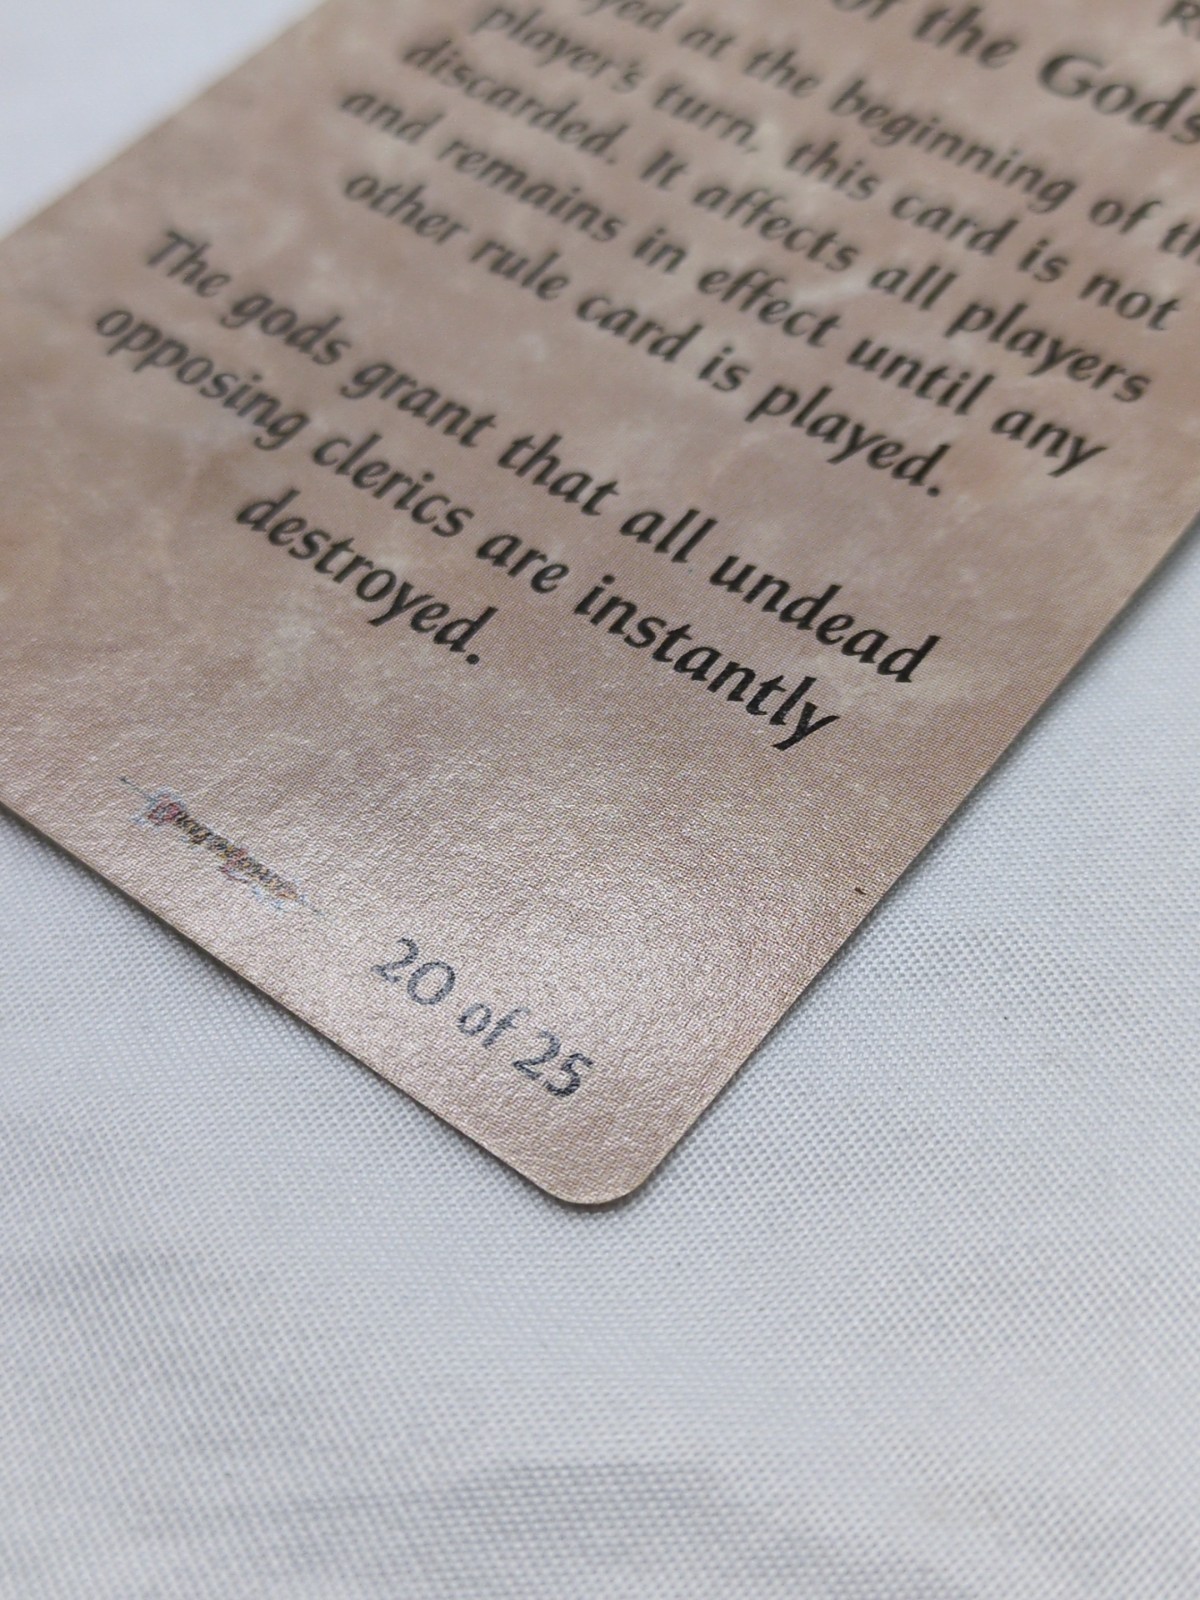 of the Gods
at the beginning of
player's turn, this card is not
discarded. It affects all players
and remains in effect until any
other rule card is played.
The gods grant that all undead
opposing clerics are instantly
destroyed.
20 of 25